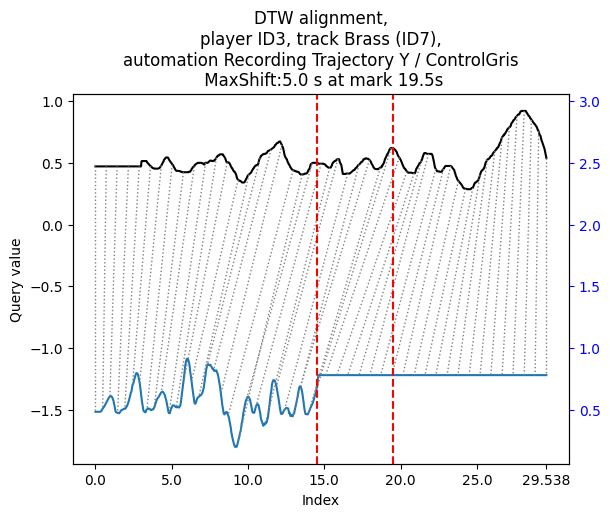 DTW alignment,
player ID3, track Brass (ID7),
automation Recording Trajectory Y / ControlGris
MaxShift:5.0 s at mark 19.5s
1.0
0.5
0.0
−0.5
−1.0
−1.5
Query value
3.0
2.5
2.0
1.5
1.0
0.5
0.0 5.0 10.0 15.0 20.0 25.0 29.538
Index